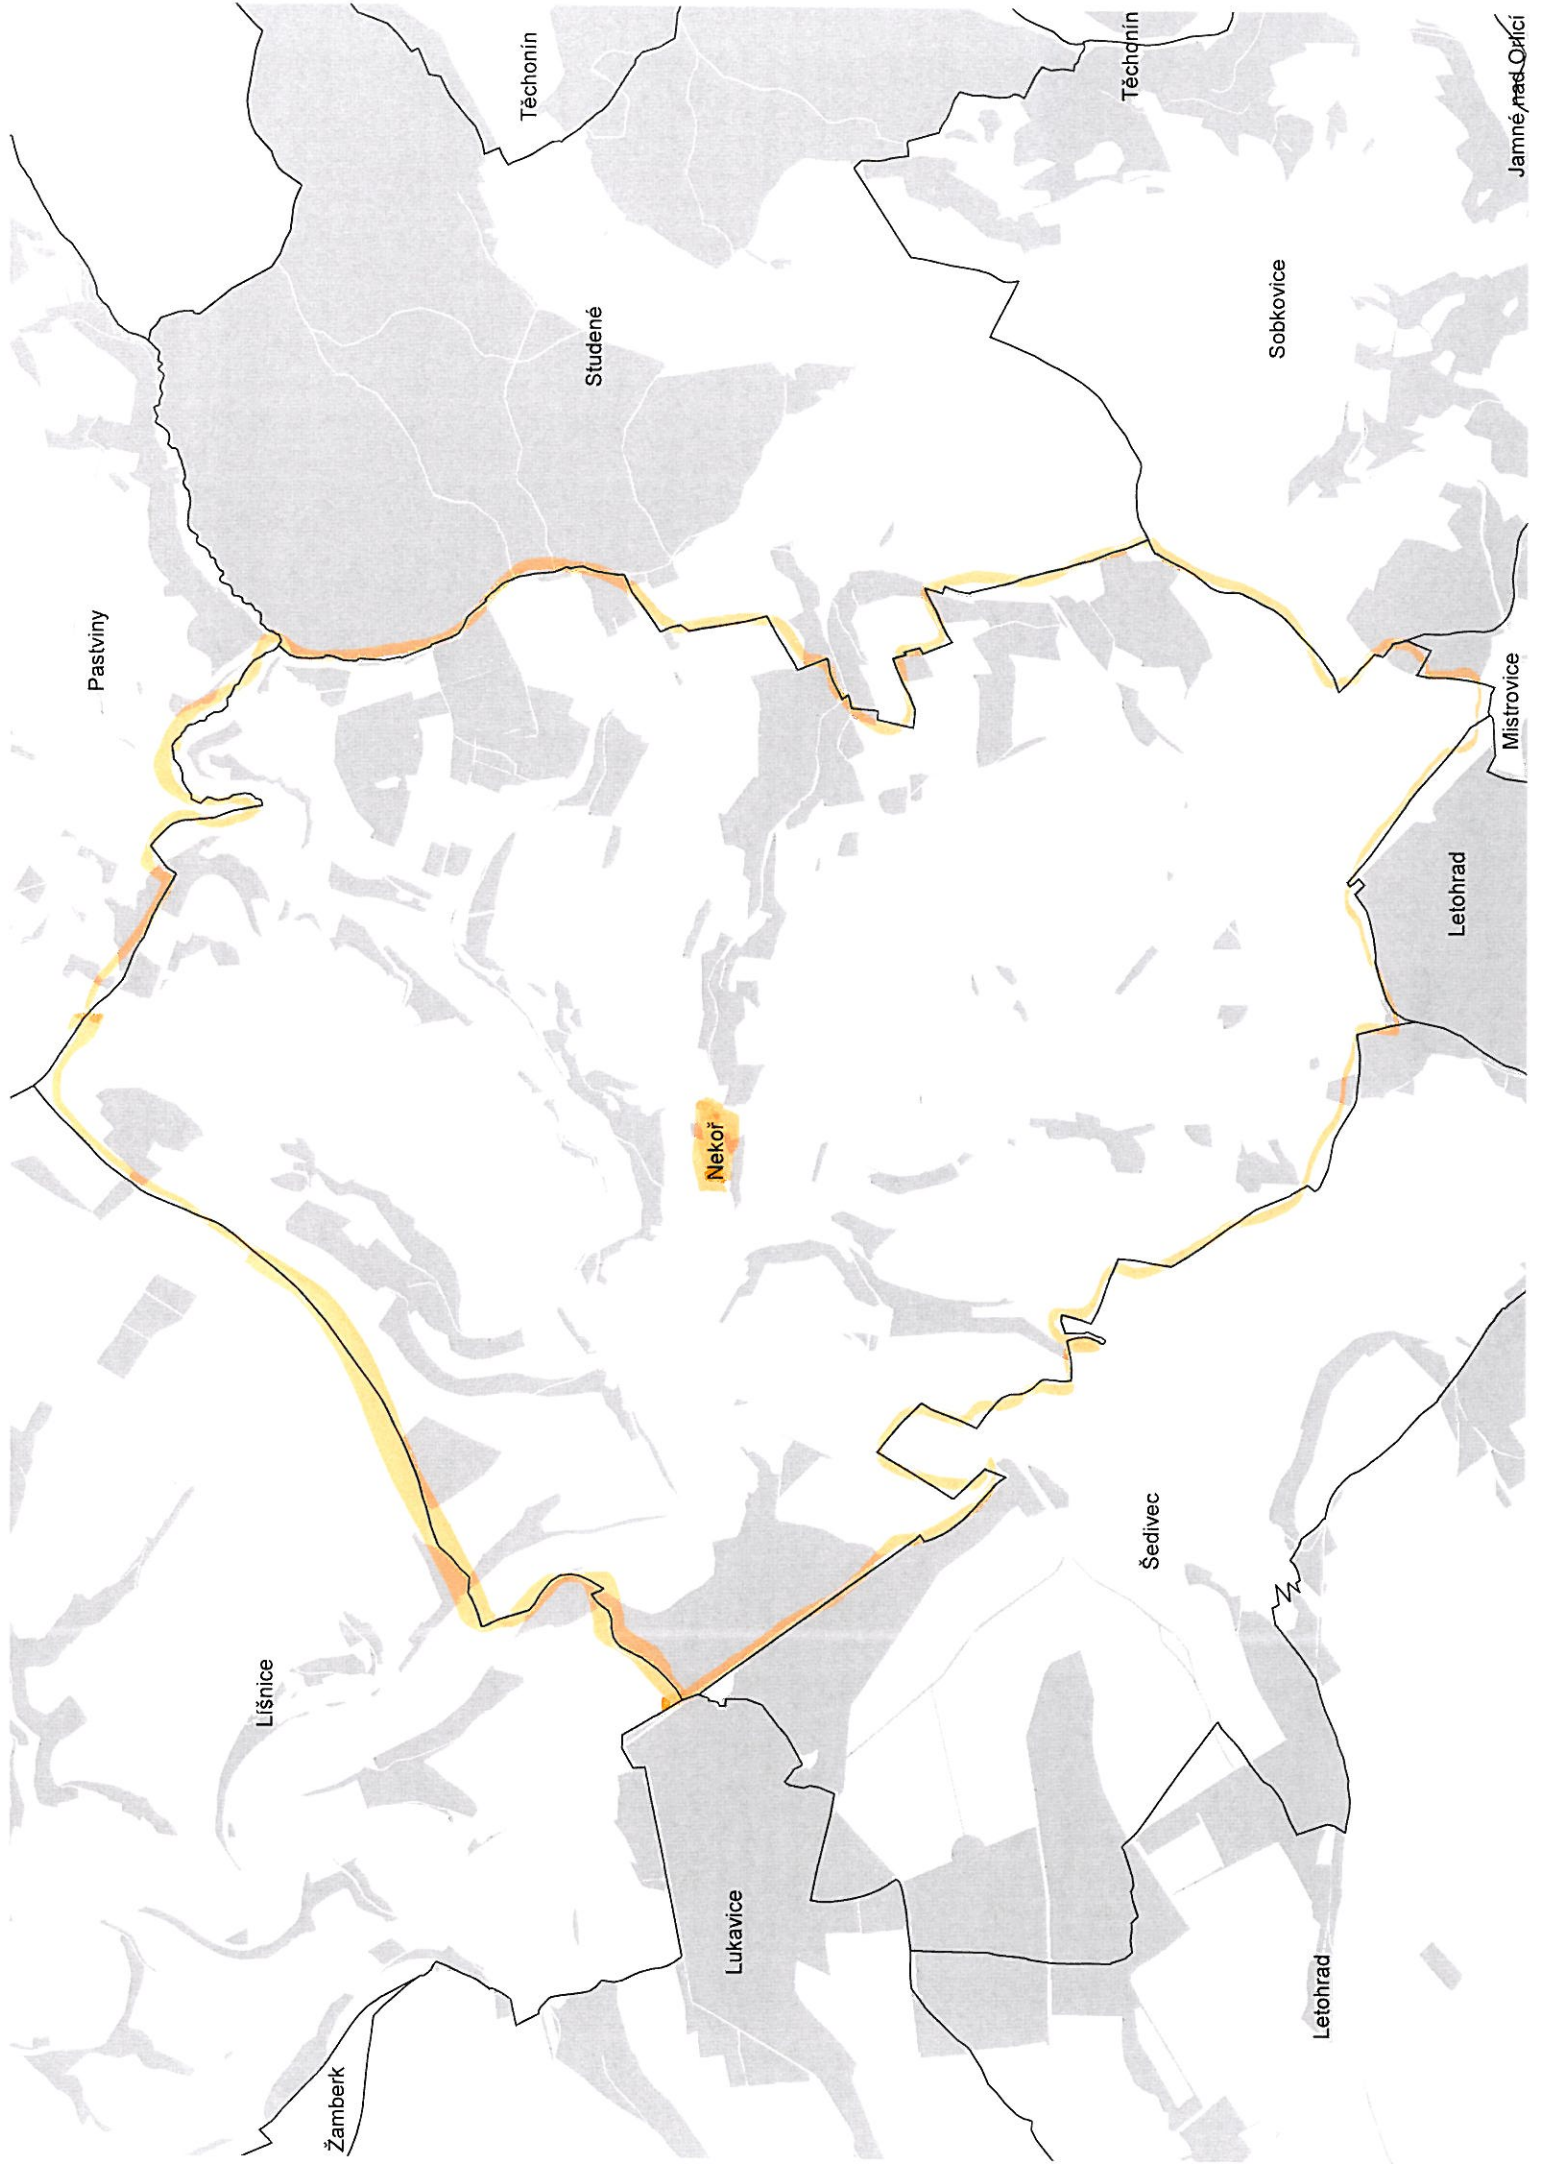 Pastviny
Líšnice
Žamberk
Těchonín
Studené
Nekoř
Lukavice
Těchonín
Šedivec
Sobkovice
Letohrad
Letohrad
Mistrovice
Jamné nad Orlicí